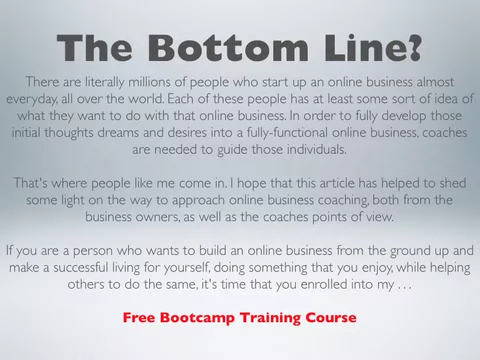 The Bottom Line?
There are literally millions of people who start up an online business almost
everyday, all over the world. Each of these people has at least some sort of idea of
what they want to do with that online business. In order to fully develop those
initial thoughts dreams and desires into a fully-functional online business, coaches
are needed to guide those individuals.
That's where people like me come in. I hope that this article has helped to shed
some light on the way to approach online business coaching, both from the
business owners, as well as the coaches points of view.
If you are a person who wants to build an online business from the ground up and
make a successful living for yourself, doing something that you enjoy, while helping
others to do the same, it's time that you enrolled into my . . .
Free Bootcamp Training Course